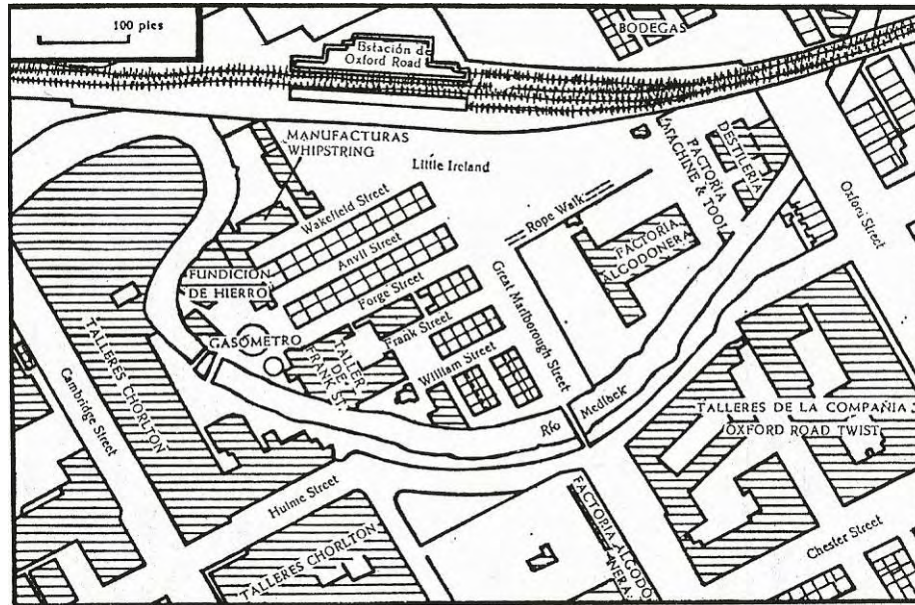 100 pies
Estación de
Oxford Road
BODEGAS
MANUFACTURAS
WHIPSTRING
Little Ireland
Wakefield Street
Anvil Street
Forge Street
Frank Street
William Street
Rope Walk
Great Marlborough Street
FACTORIA
MACHINE & TOOL
DESTILERIA
Oxford Street
FACTORIA
ALGODONERA
FUNDICION
DE HIERRO
GASOMETRO
TALLER
DE
FRANK ST.
TALLERES CHORLTON
Cambridge Street
Río Medlock
TALLERES DE LA COMPAÑIA
OXFORD ROAD TWIST
Hulme Street
TALLERES CHORLTON
FACTORIA ALGODO
NERA.
Chester Street